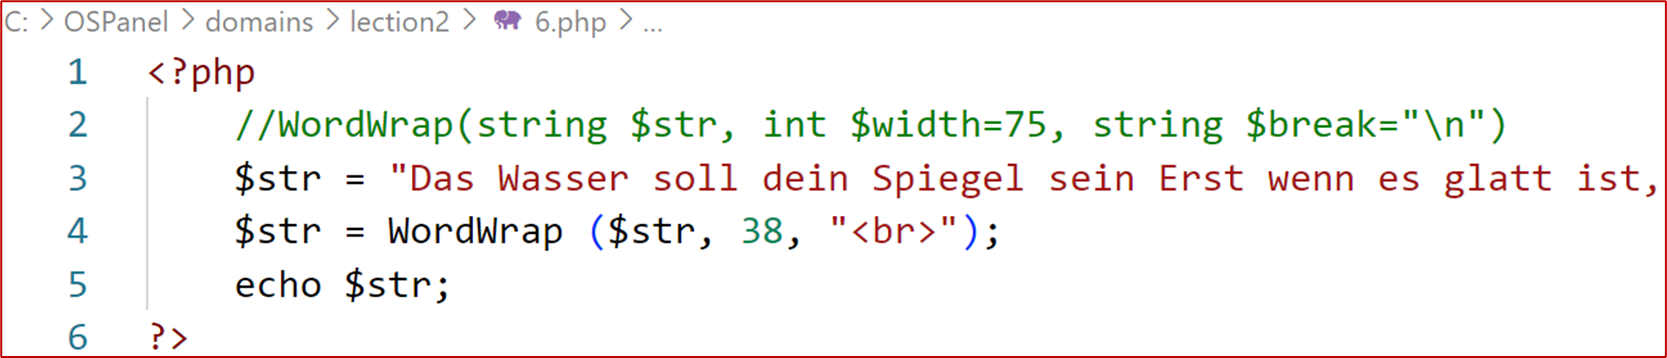 C: > OSPanel > domains > lection2 > 6.php > ...
1 <?php
2 //WordWrap(string $str, int $width=75, string $break="\n")
3 $str = "Das Wasser soll dein Spiegel sein Erst wenn es glatt ist,
4 $str = WordWrap ($str, 38, "<br>");
5 echo $str;
6 ?>